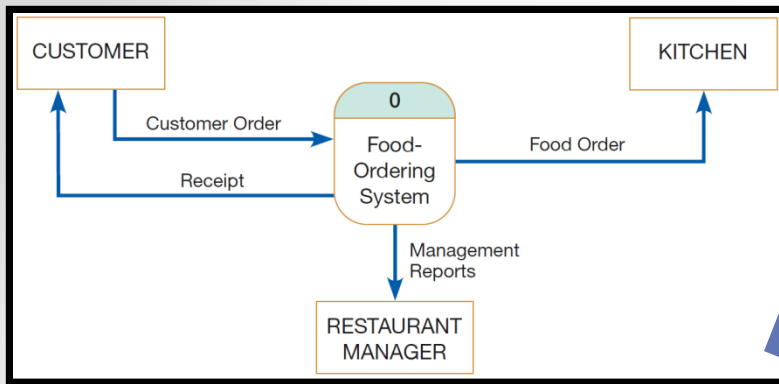 CUSTOMER
KITCHEN
0
Customer Order
Food-
Ordering
System
Food Order
Receipt
Management
Reports
RESTAURANT
MANAGER